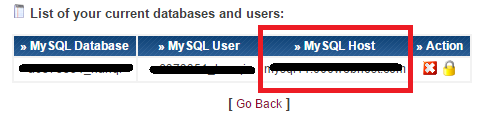 List of your current databases and users:
» MySQL Database » MySQL User » MySQL Host » Action
[ Go Back ]